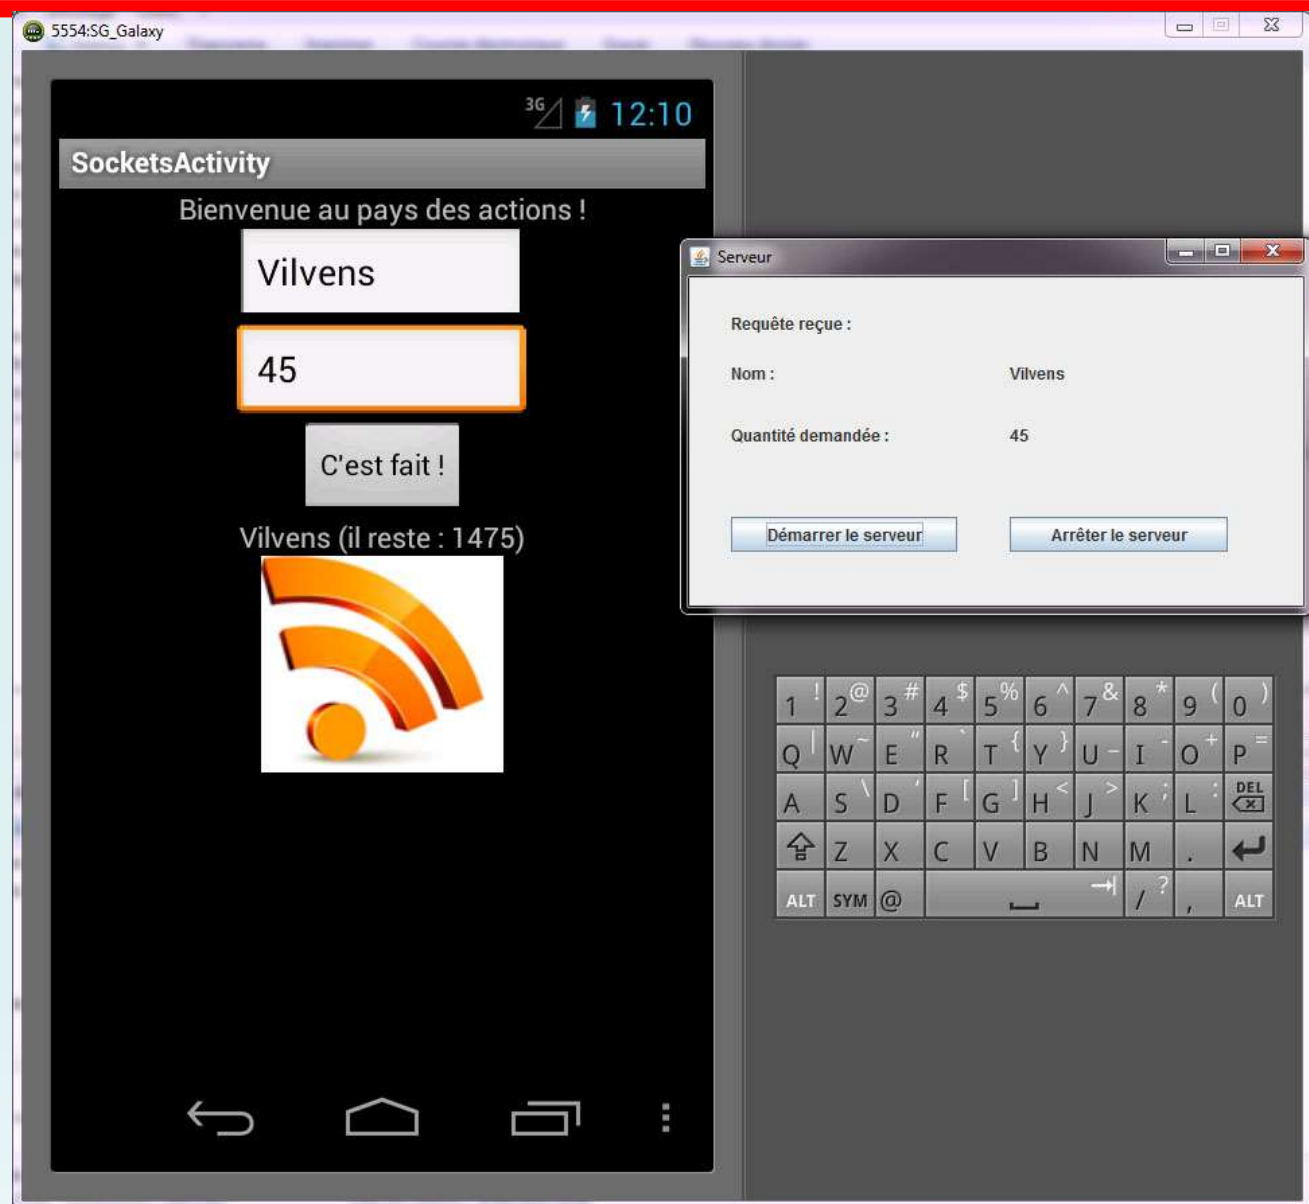 5554:SG_Galaxy
3G 12:10
SocketsActivity
Bienvenue au pays des actions !
Vilvens
45
C'est fait !
Vilvens (il reste : 1475)
Serveur
Requête reçue :
Nom : Vilvens
Quantité demandée : 45
Démarrer le serveur Arrêter le serveur
1 ! 2 @ 3 # 4 $ 5 % 6 ^ 7 & 8 * 9 ( 0 )
Q | W ~ E " R ` T { Y } U _ I - O + P =
A S \ D ' F [ G ] H < J > K ; L : DEL
Z X C V B N M .
ALT SYM @ / ? , ALT